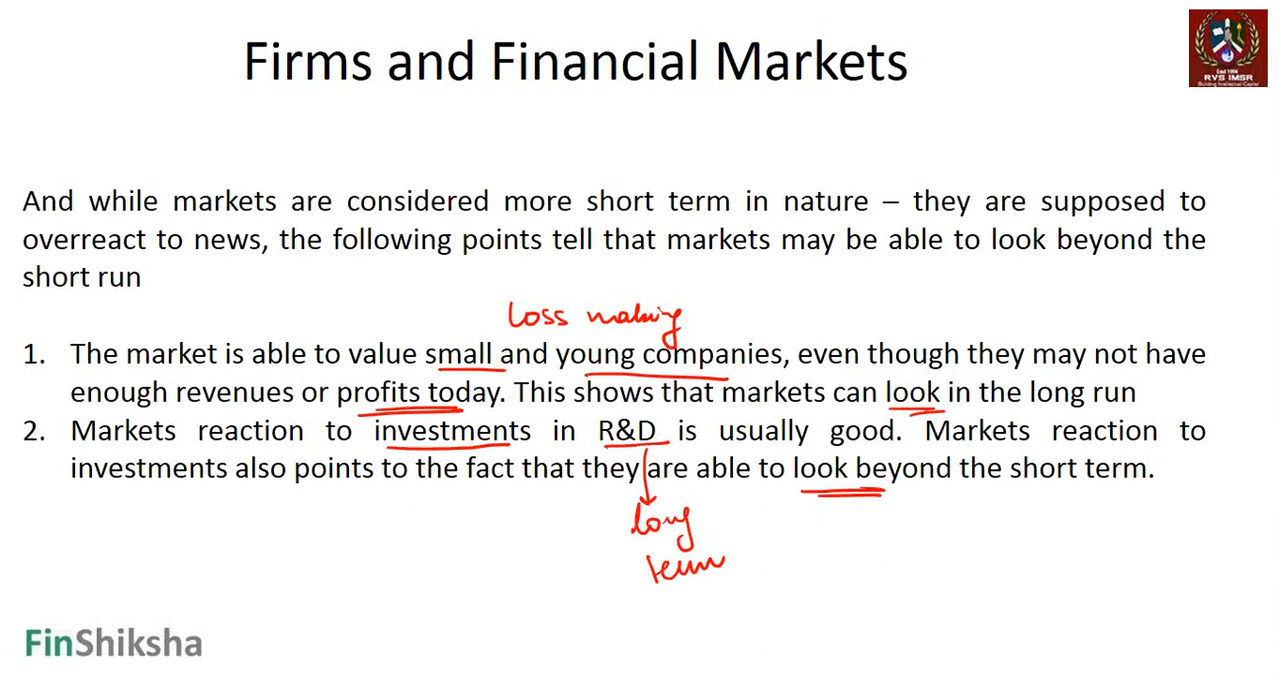 Firms and Financial Markets
Estd 1994
RVS IMSR
Building Intellectual Capital
And while markets are considered more short term in nature – they are supposed to
overreact to news, the following points tell that markets may be able to look beyond the
short run
Loss making
1. The market is able to value small and young companies, even though they may not have
enough revenues or profits today. This shows that markets can look in the long run
2. Markets reaction to investments in R&D is usually good. Markets reaction to
investments also points to the fact that they are able to look beyond the short term.
long
term
FinShiksha